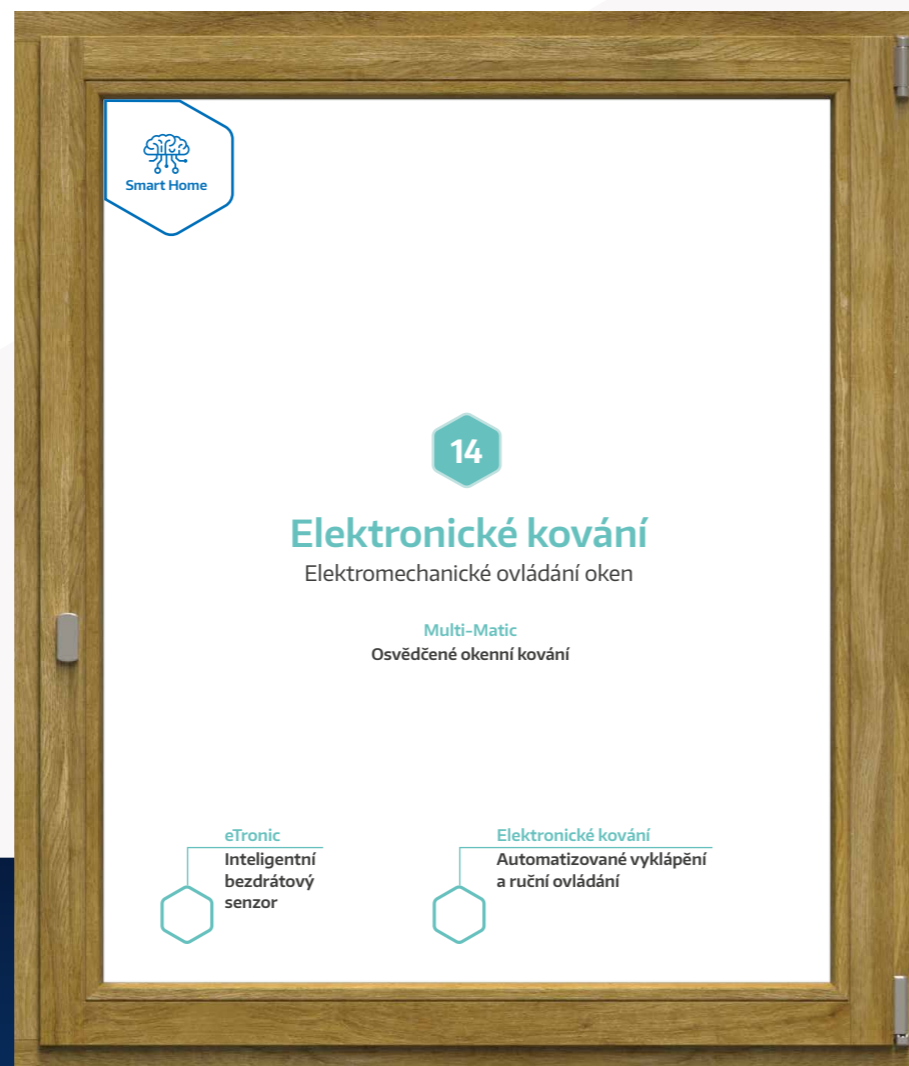 Smart Home
14
Elektronické kování
Elektromechanické ovládání oken
Multi-Matic
Osvědčené okenní kování
eTronic
Inteligentní
bezdrátový
senzor
Elektronické kování
Automatizované vyklápění
a ruční ovládání